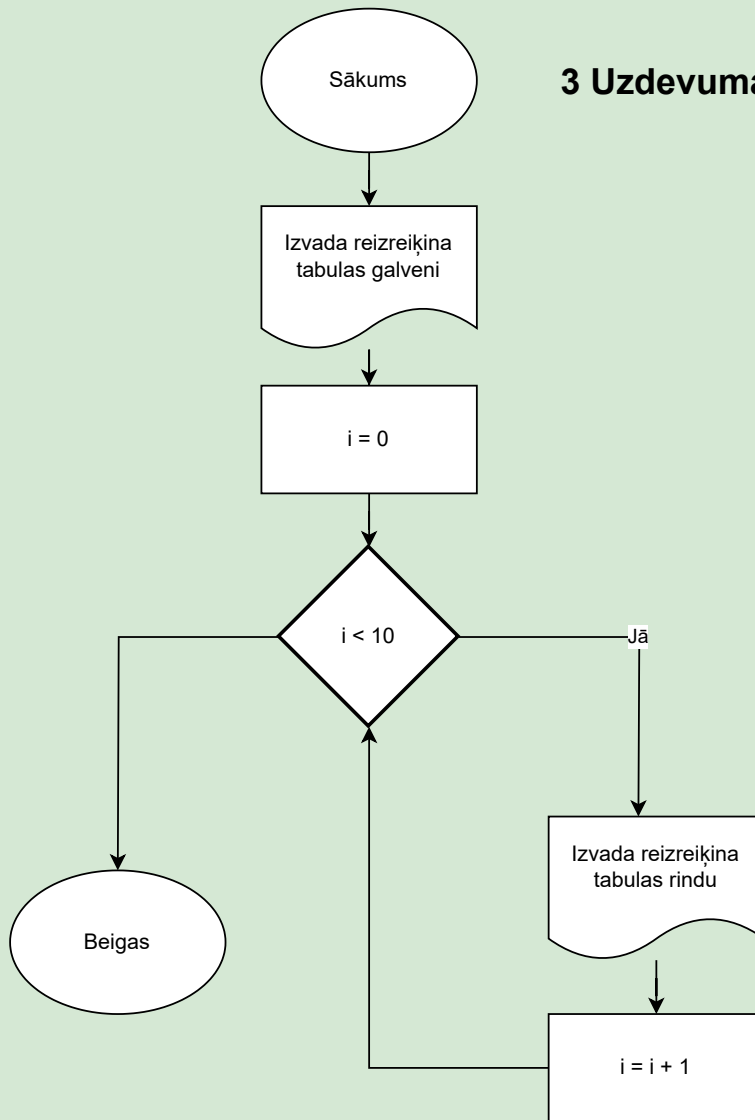 Sākums
3 Uzdevuma
Izvada reizreiķina
tabulas galveni
i = 0
i < 10
Jā
Izvada reizreiķina
tabulas rindu
Beigas
i = i + 1